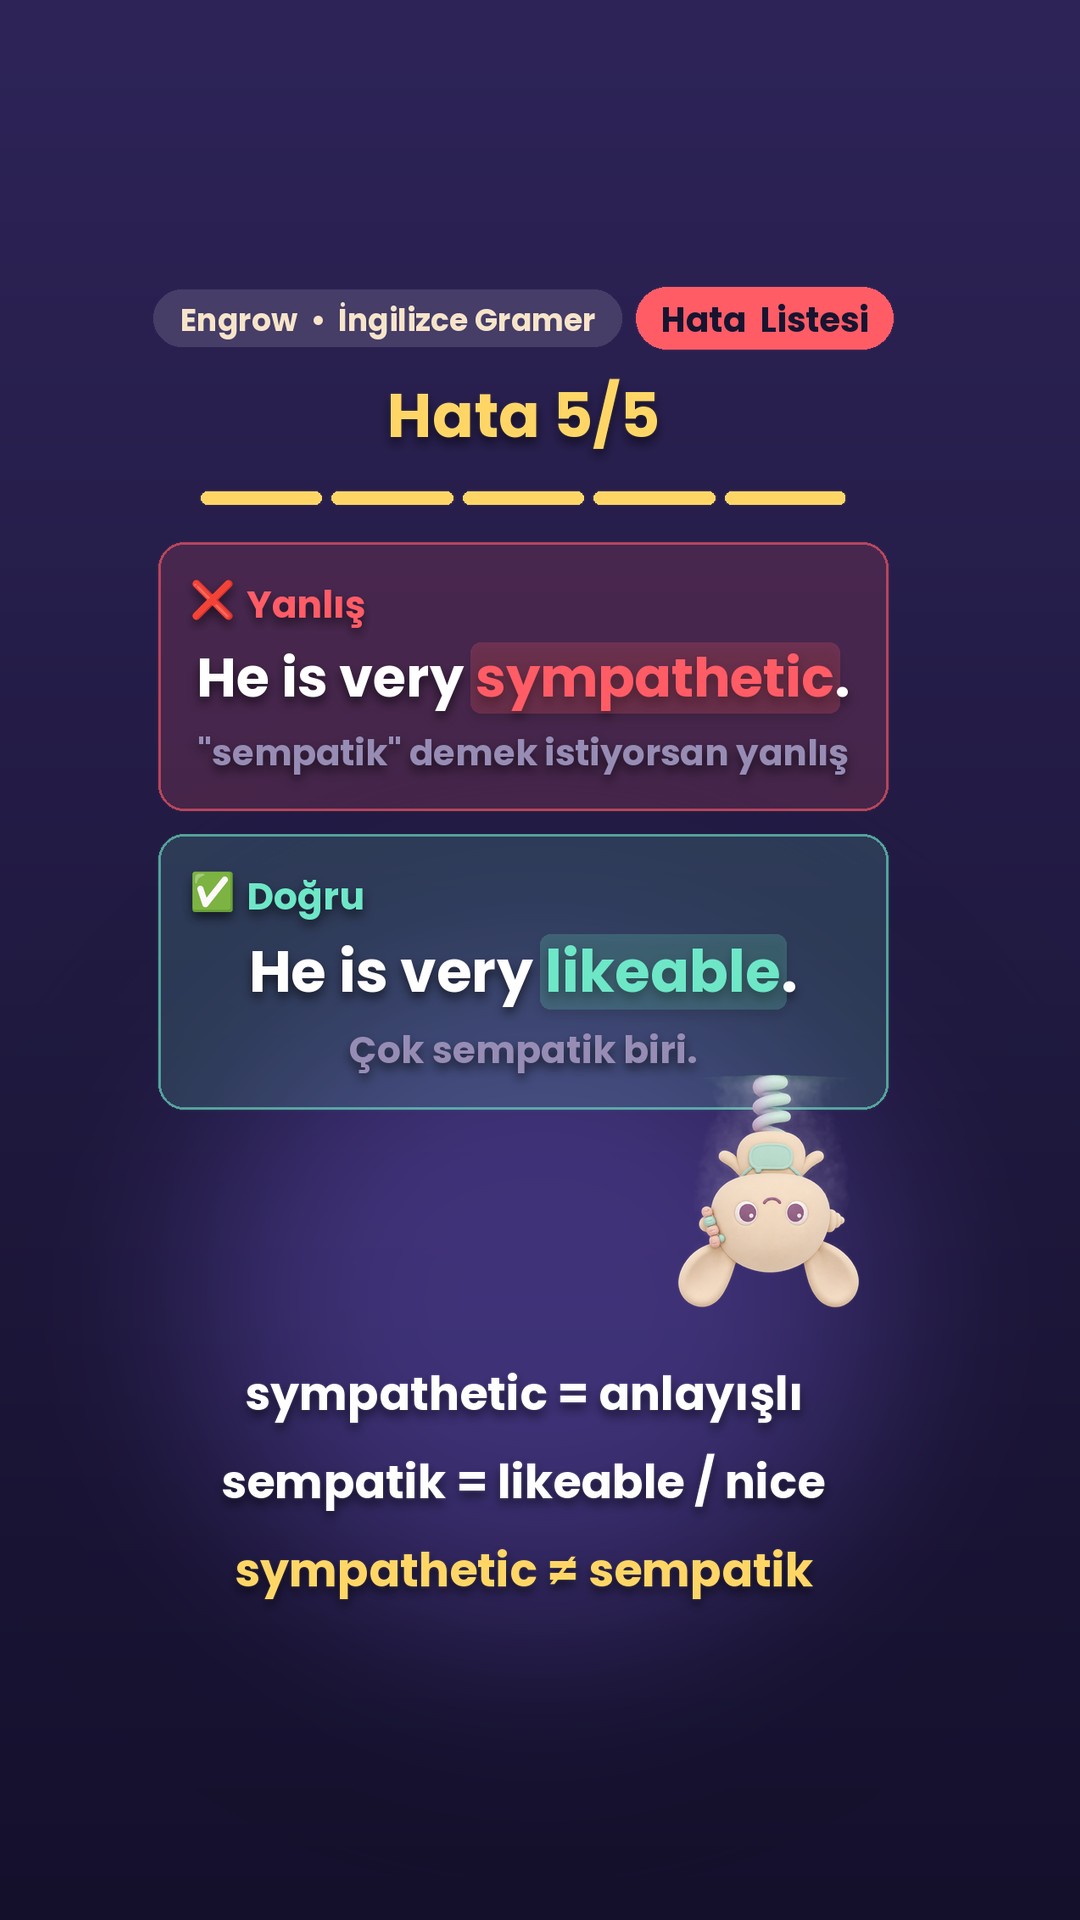 Engrow • İngilizce Gramer
Hata Listesi
Hata 5/5
❌ Yanlış
He is very sympathetic.
"sempatik" demek istiyorsan yanlış
✅ Doğru
He is very likeable.
Çok sempatik biri.
sympathetic = anlayışlı
sempatik = likeable / nice
sympathetic ≠ sempatik